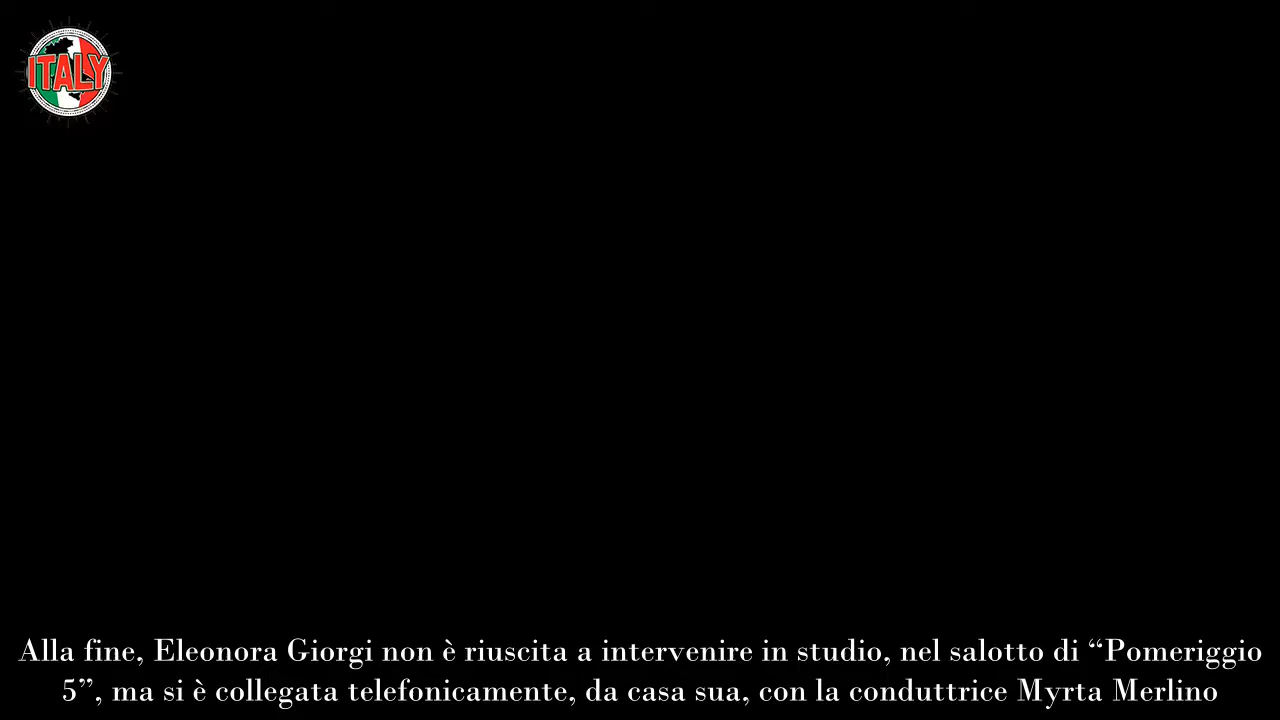 ITALY
Alla fine, Eleonora Giorgi non è riuscita a intervenire in studio, nel salotto di “Pomeriggio
5”, ma si è collegata telefonicamente, da casa sua, con la conduttrice Myrta Merlino